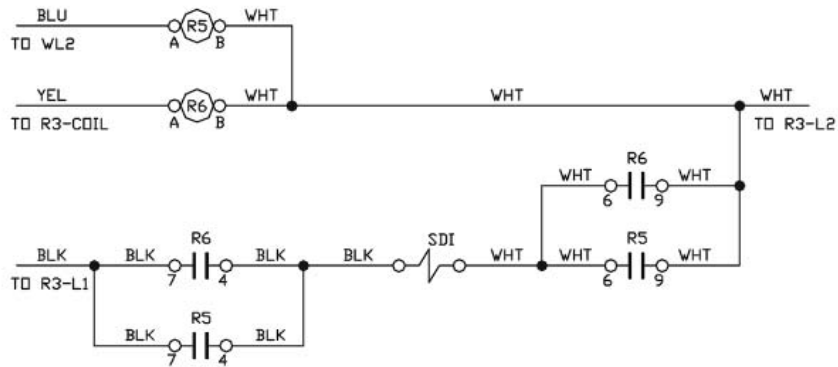 BLU R5 WHT
TO WL2 A B
YEL R6 WHT WHT WHT
TO R3-COIL A B TO R3-L2
R6
WHT WHT
6 9
BLK BLK R6 BLK BLK SDI WHT WHT R5 WHT
TO R3-L1 7 4 6 9
R5
BLK BLK
7 4